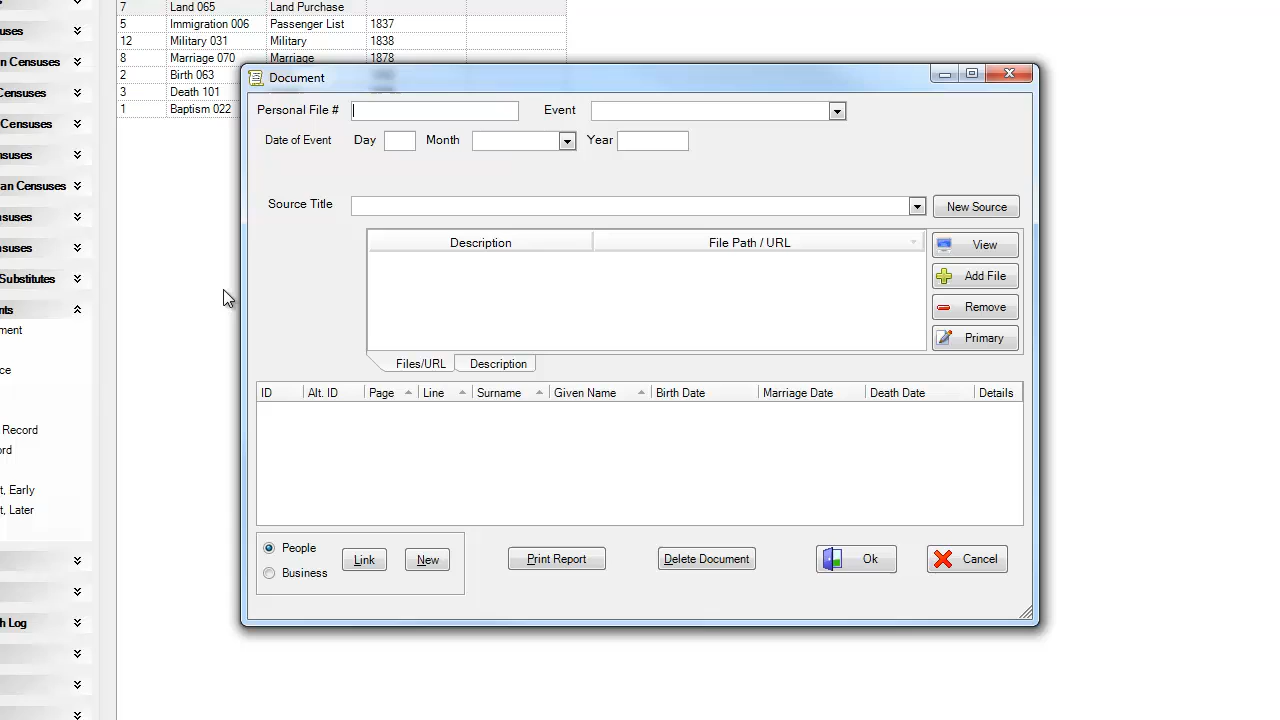 7 Land 065 Land Purchase
5 Immigration 006 Passenger List 1837
12 Military 031 Military 1838
8 Marriage 070 Marriage 1878
2 Birth 063
3 Death 101
1 Baptism 022
uses
n Censuses
Censuses
Censuses
suses
an Censuses
suses
suses
Substitutes
nts
ment
ce
Record
ord
t, Early
t, Later
h Log
Document
Personal File # Event
Date of Event Day Month Year
Source Title New Source
Description File Path / URL View
Add File
Remove
Primary
Files/URL Description
ID Alt. ID Page Line Surname Given Name Birth Date Marriage Date Death Date Details
People
Business
Link New Print Report Delete Document Ok Cancel